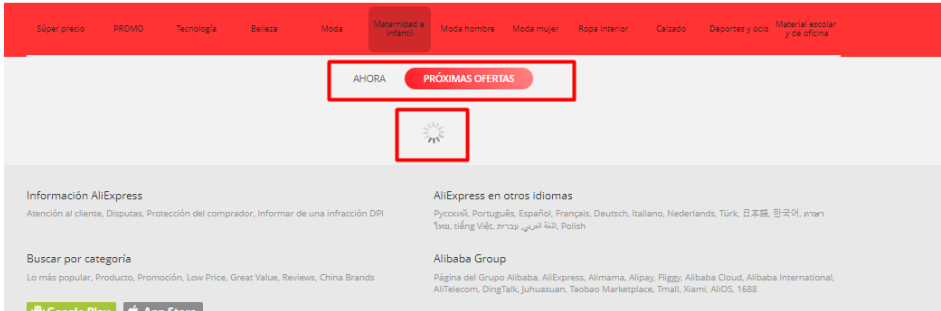 Súper precio PROMO Tecnología Belleza Moda Maternidad e infantil Moda hombre Moda mujer Ropa interior Calzado Deportes y ocio Material escolar y de oficina
AHORA PRÓXIMAS OFERTAS
Información AliExpress
Atención al cliente, Disputas, Protección del comprador, Informar de una infracción DPI
AliExpress en otros idiomas
Русский, Português, Español, Français, Deutsch, Italiano, Nederlands, Türk, 日本語, 한국어, ภาษา
ไทย, tiếng Việt, اللغة العربي, עברית, Polish
Buscar por categoría
Lo más popular, Producto, Promoción, Low Price, Great Value, Reviews, China Brands
Alibaba Group
Página del Grupo Alibaba, AliExpress, Alimama, Alipay, Fliggy, Alibaba Cloud, Alibaba International,
AliTelecom, DingTalk, Juhuasuan, Taobao Marketplace, Tmall, Xiami, AliOS, 1688
Google Play App Store